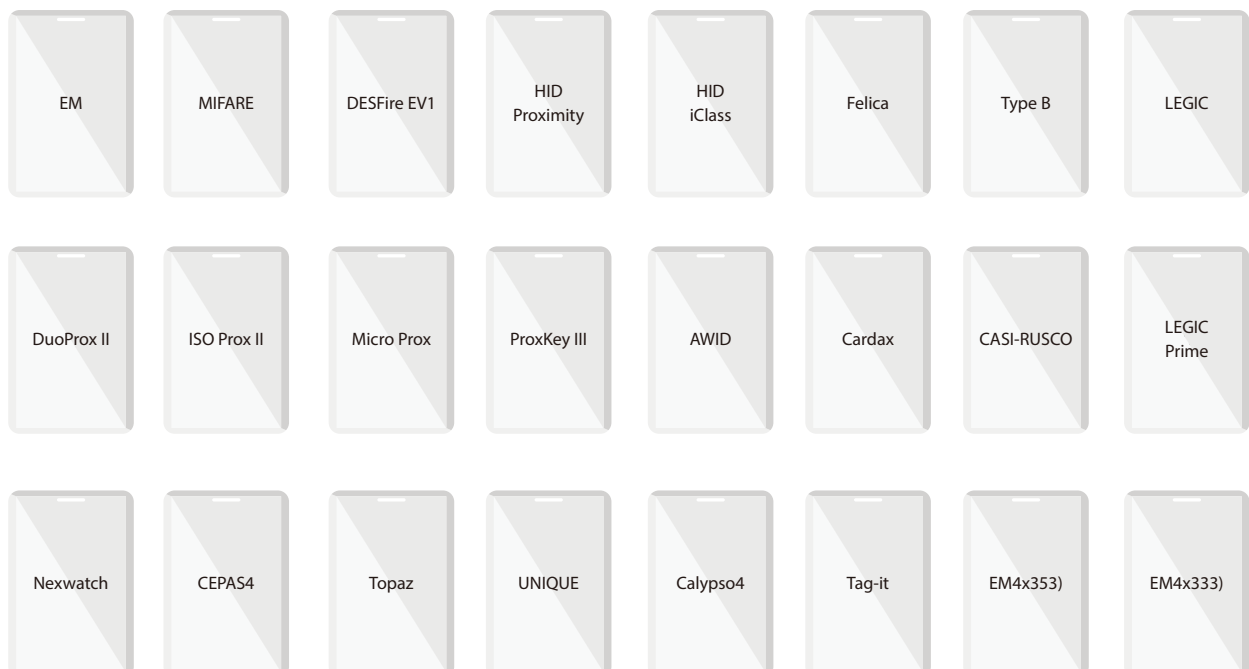 EM
MIFARE
DESFire EV1
HID
Proximity
HID
iClass
Felica
Type B
LEGIC
DuoProx II
ISO Prox II
Micro Prox
ProxKey III
AWID
Cardax
CASI-RUSCO
LEGIC
Prime
Nexwatch
CEPAS4
Topaz
UNIQUE
Calypso4
Tag-it
EM4x353)
EM4x333)